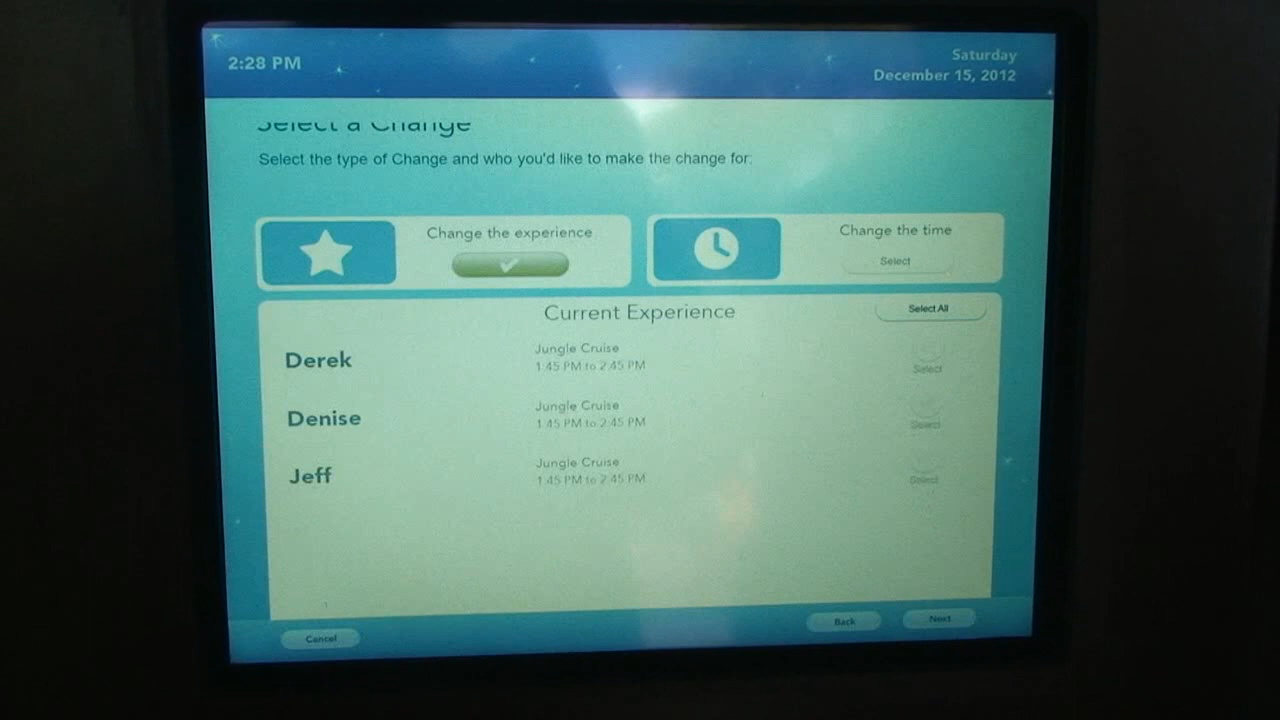 2:28 PM
Saturday
December 15, 2012
Select a Change
Select the type of Change and who you'd like to make the change for:
Change the experience
Change the time
Select
Current Experience
Select All
Derek
Jungle Cruise
1:45 PM to 2:45 PM
Select
Denise
Jungle Cruise
1:45 PM to 2:45 PM
Select
Jeff
Jungle Cruise
1:45 PM to 2:45 PM
Select
Cancel
Back
Next